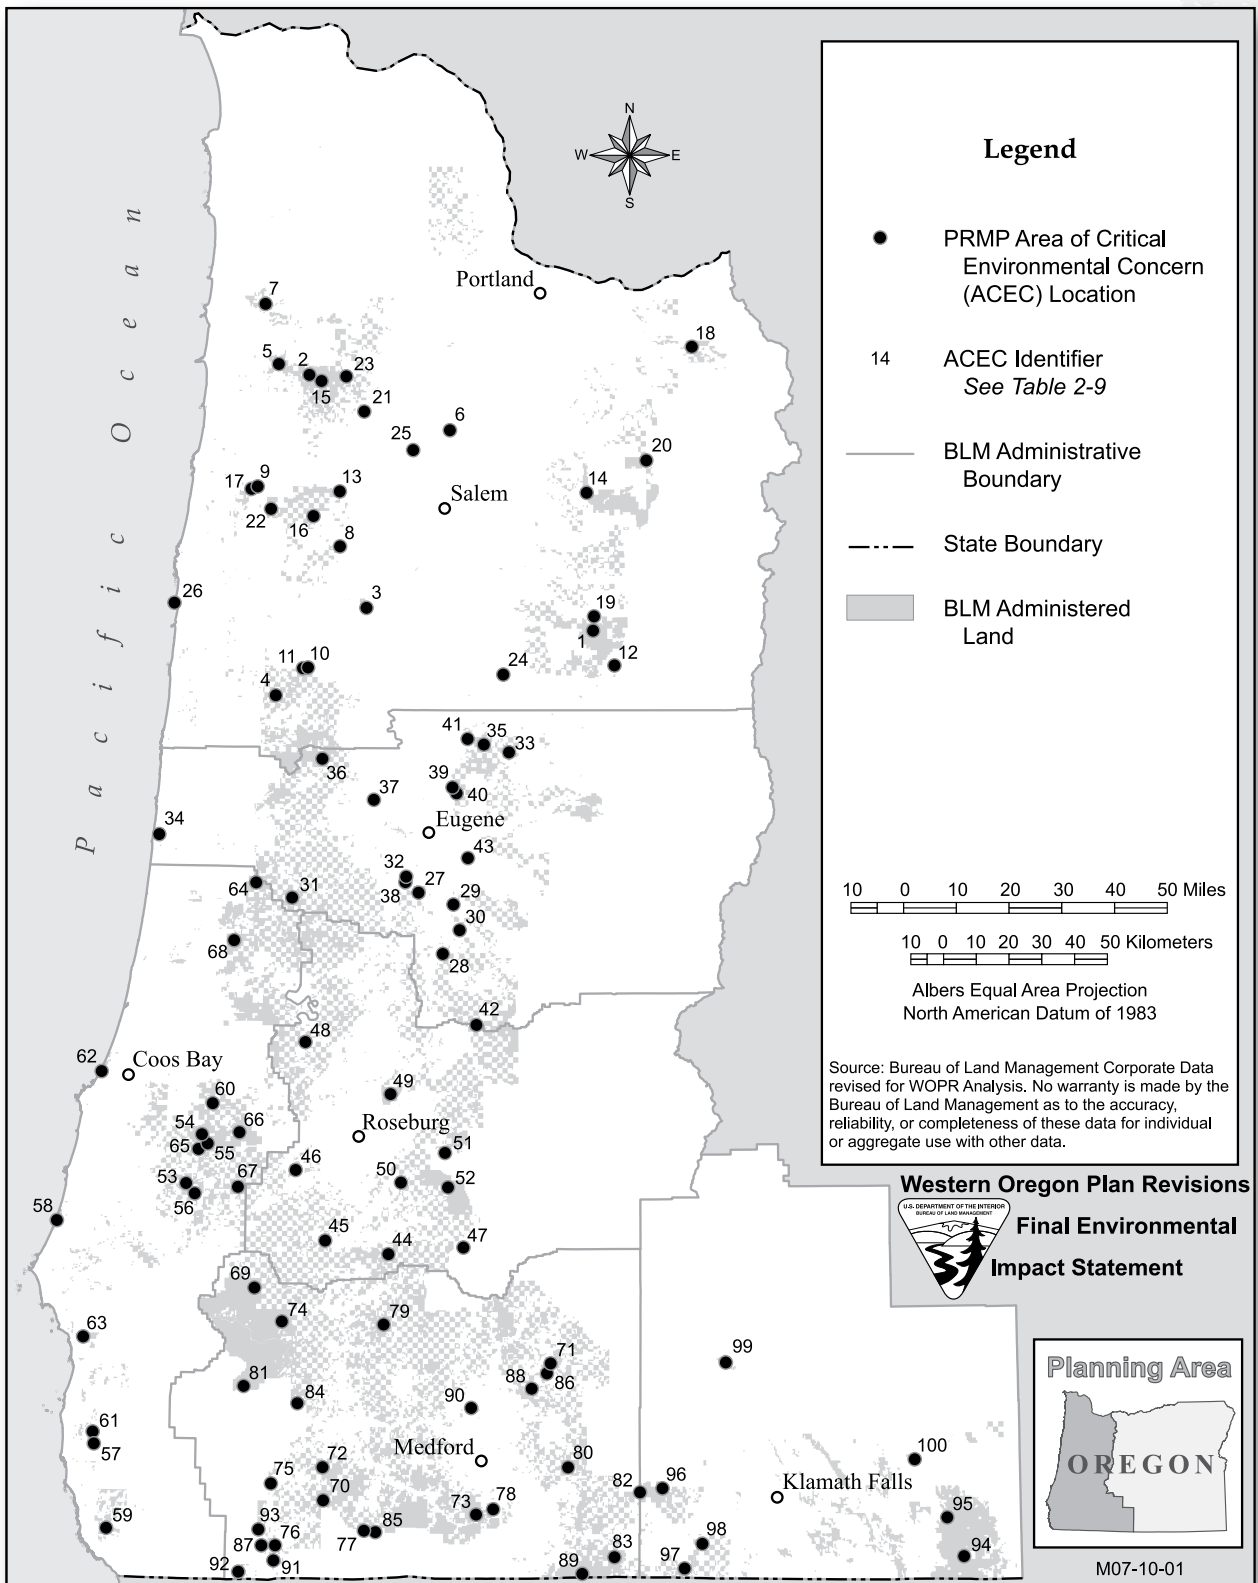 N
W E
S
Legend
PRMP Area of Critical
Environmental Concern
(ACEC) Location
14 ACEC Identifier
See Table 2-9
BLM Administrative
Boundary
State Boundary
BLM Administered
Land
10 0 10 20 30 40 50 Miles
10 0 10 20 30 40 50 Kilometers
Albers Equal Area Projection
North American Datum of 1983
Source: Bureau of Land Management Corporate Data
revised for WOPR Analysis. No warranty is made by the
Bureau of Land Management as to the accuracy,
reliability, or completeness of these data for individual
or aggregate use with other data.
Western Oregon Plan Revisions
U.S. DEPARTMENT OF THE INTERIOR
BUREAU OF LAND MANAGEMENT
Final Environmental
Impact Statement
Planning Area
OREGON
M07-10-01
Pacific Ocean
Portland
7
18
5
2
23
15
21
6
25
20
17
9
13
14
Salem
22
16
8
26
3
19
1
12
24
11
10
4
41
35
33
36
39
37
40
34
Eugene
43
32
38
27
64
31
29
30
68
28
42
48
62
Coos Bay
49
60
54
66
Roseburg
65
55
51
46
50
52
53
67
56
58
45
44
47
69
74
79
63
71
99
88
86
81
84
90
61
57
Medford
72
80
100
75
82
96
Klamath Falls
70
73
78
95
59
93
76
85
77
98
87
83
94
92
91
89
97